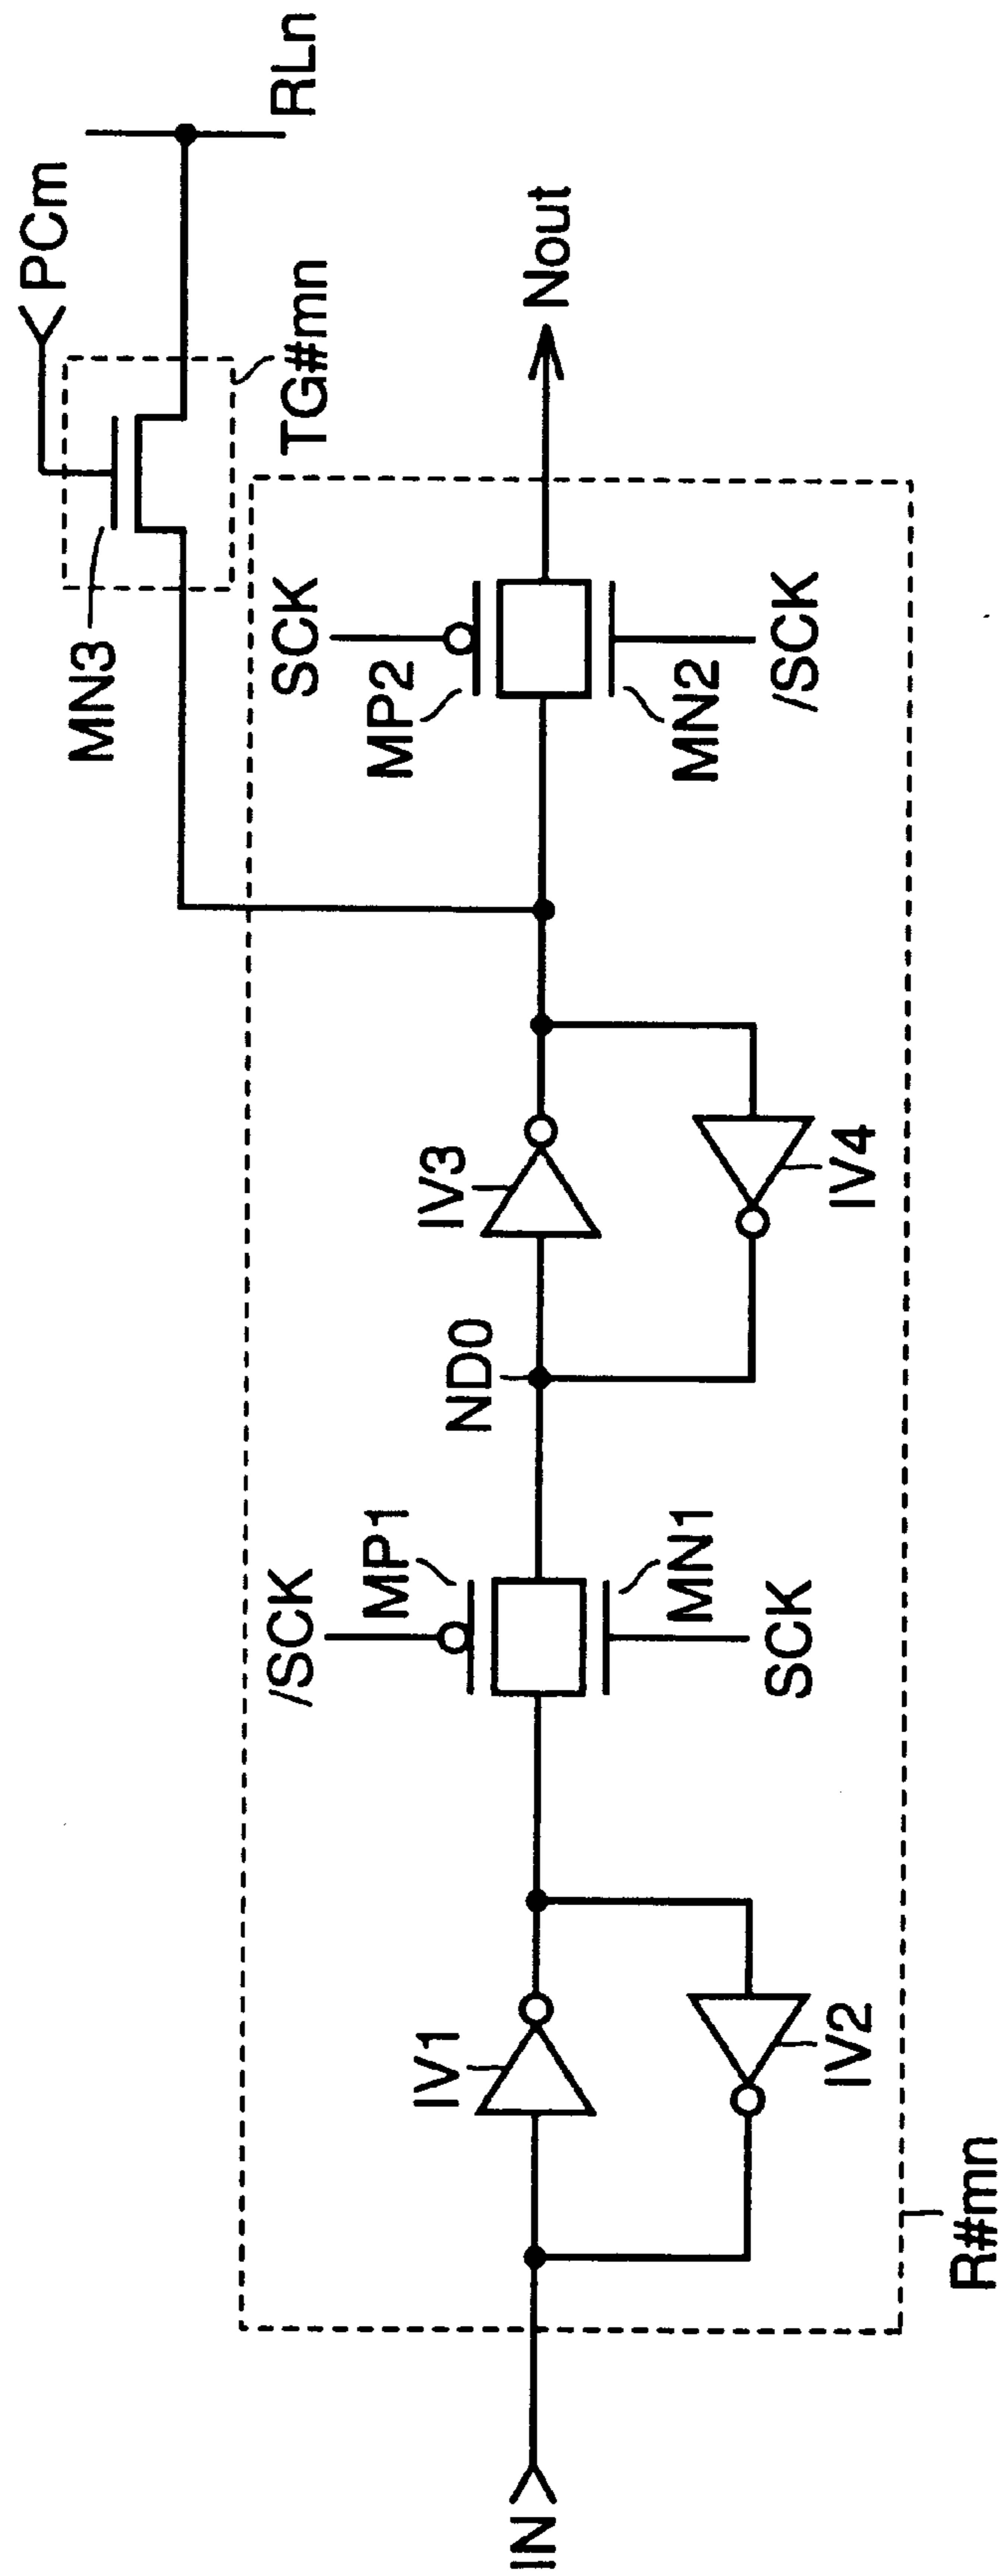 PCm
RLn
TG#mn
MN3
SCK
MP2
MN2
/SCK
Nout
IV3
IV4
ND0
/SCK
MP1
MN1
SCK
IV1
IV2
IN
R#mn